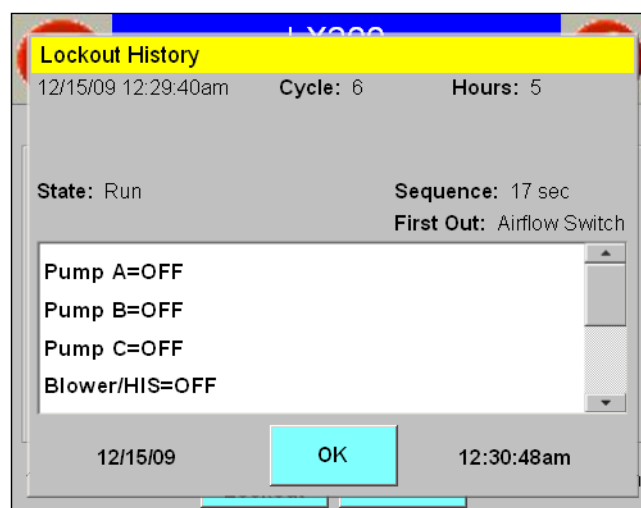 Lockout History
12/15/09 12:29:40am Cycle: 6 Hours: 5
State: Run Sequence: 17 sec
First Out: Airflow Switch
Pump A=OFF
Pump B=OFF
Pump C=OFF
Blower/HIS=OFF
12/15/09 OK 12:30:48am